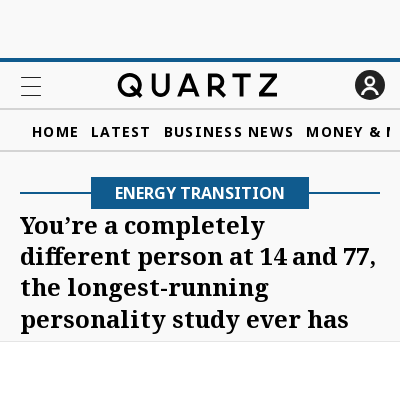 QUARTZ
HOME LATEST BUSINESS NEWS MONEY &
ENERGY TRANSITION
You’re a completely
different person at 14 and 77,
the longest-running
personality study ever has